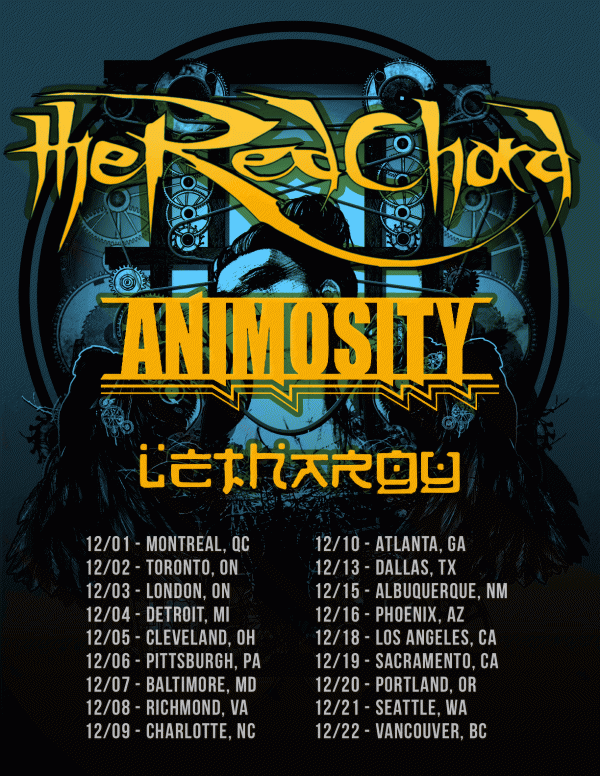 the Red Chord
ANIMOSITY
LETHARGY
12/01 - MONTREAL, QC
12/02 - TORONTO, ON
12/03 - LONDON, ON
12/04 - DETROIT, MI
12/05 - CLEVELAND, OH
12/06 - PITTSBURGH, PA
12/07 - BALTIMORE, MD
12/08 - RICHMOND, VA
12/09 - CHARLOTTE, NC
12/10 - ATLANTA, GA
12/13 - DALLAS, TX
12/15 - ALBUQUERQUE, NM
12/16 - PHOENIX, AZ
12/18 - LOS ANGELES, CA
12/19 - SACRAMENTO, CA
12/20 - PORTLAND, OR
12/21 - SEATTLE, WA
12/22 - VANCOUVER, BC